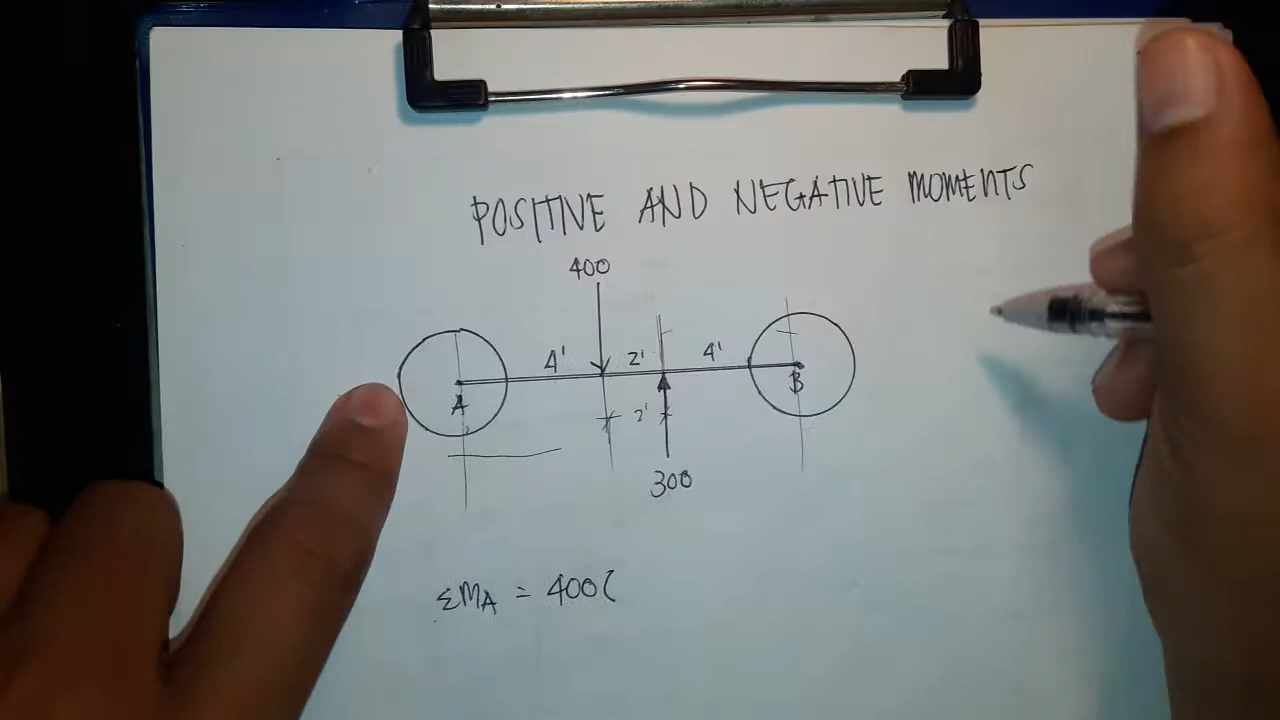 POSITIVE AND NEGATIVE MOMENTS
400
4' 2' 4'
A B
2'
300
ΣMA = 400(